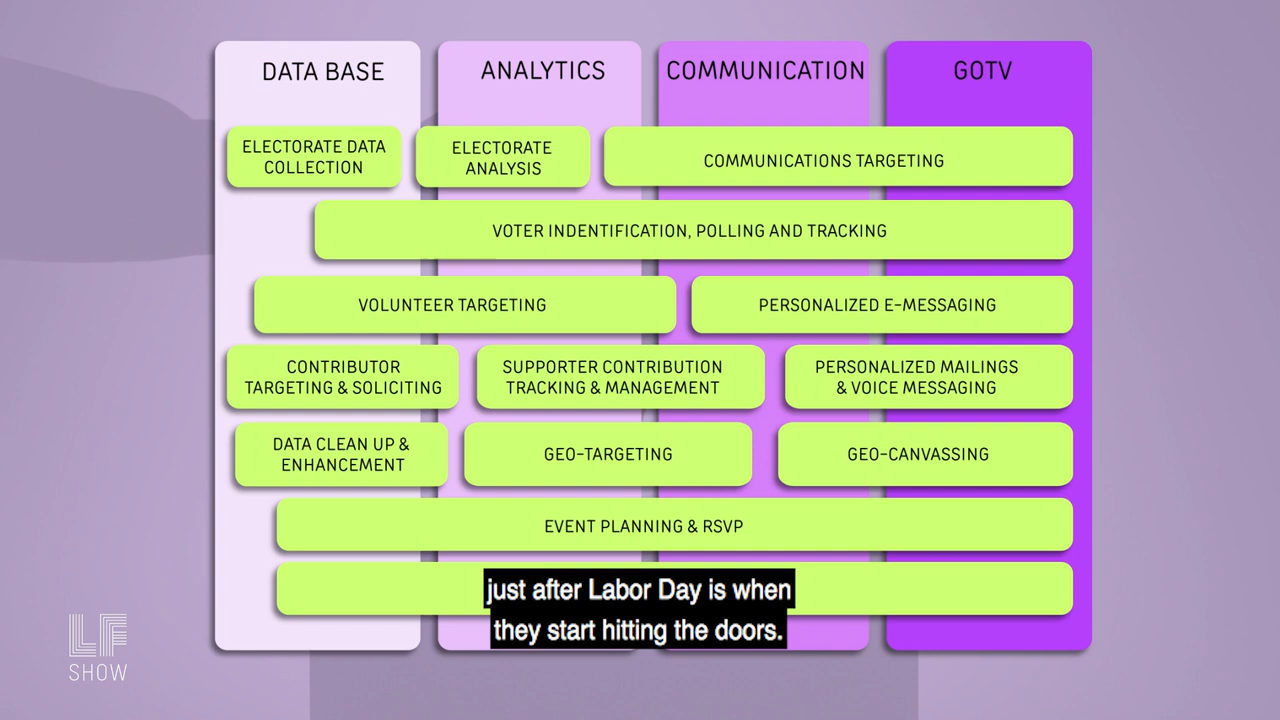 DATA BASE
ANALYTICS
COMMUNICATION
GOTV
ELECTORATE DATA
COLLECTION
ELECTORATE
ANALYSIS
COMMUNICATIONS TARGETING
VOTER INDENTIFICATION, POLLING AND TRACKING
VOLUNTEER TARGETING
PERSONALIZED E-MESSAGING
CONTRIBUTOR
TARGETING & SOLICITING
SUPPORTER CONTRIBUTION
TRACKING & MANAGEMENT
PERSONALIZED MAILINGS
& VOICE MESSAGING
DATA CLEAN UP &
ENHANCEMENT
GEO-TARGETING
GEO-CANVASSING
EVENT PLANNING & RSVP
just after Labor Day is when
they start hitting the doors.
LF
SHOW